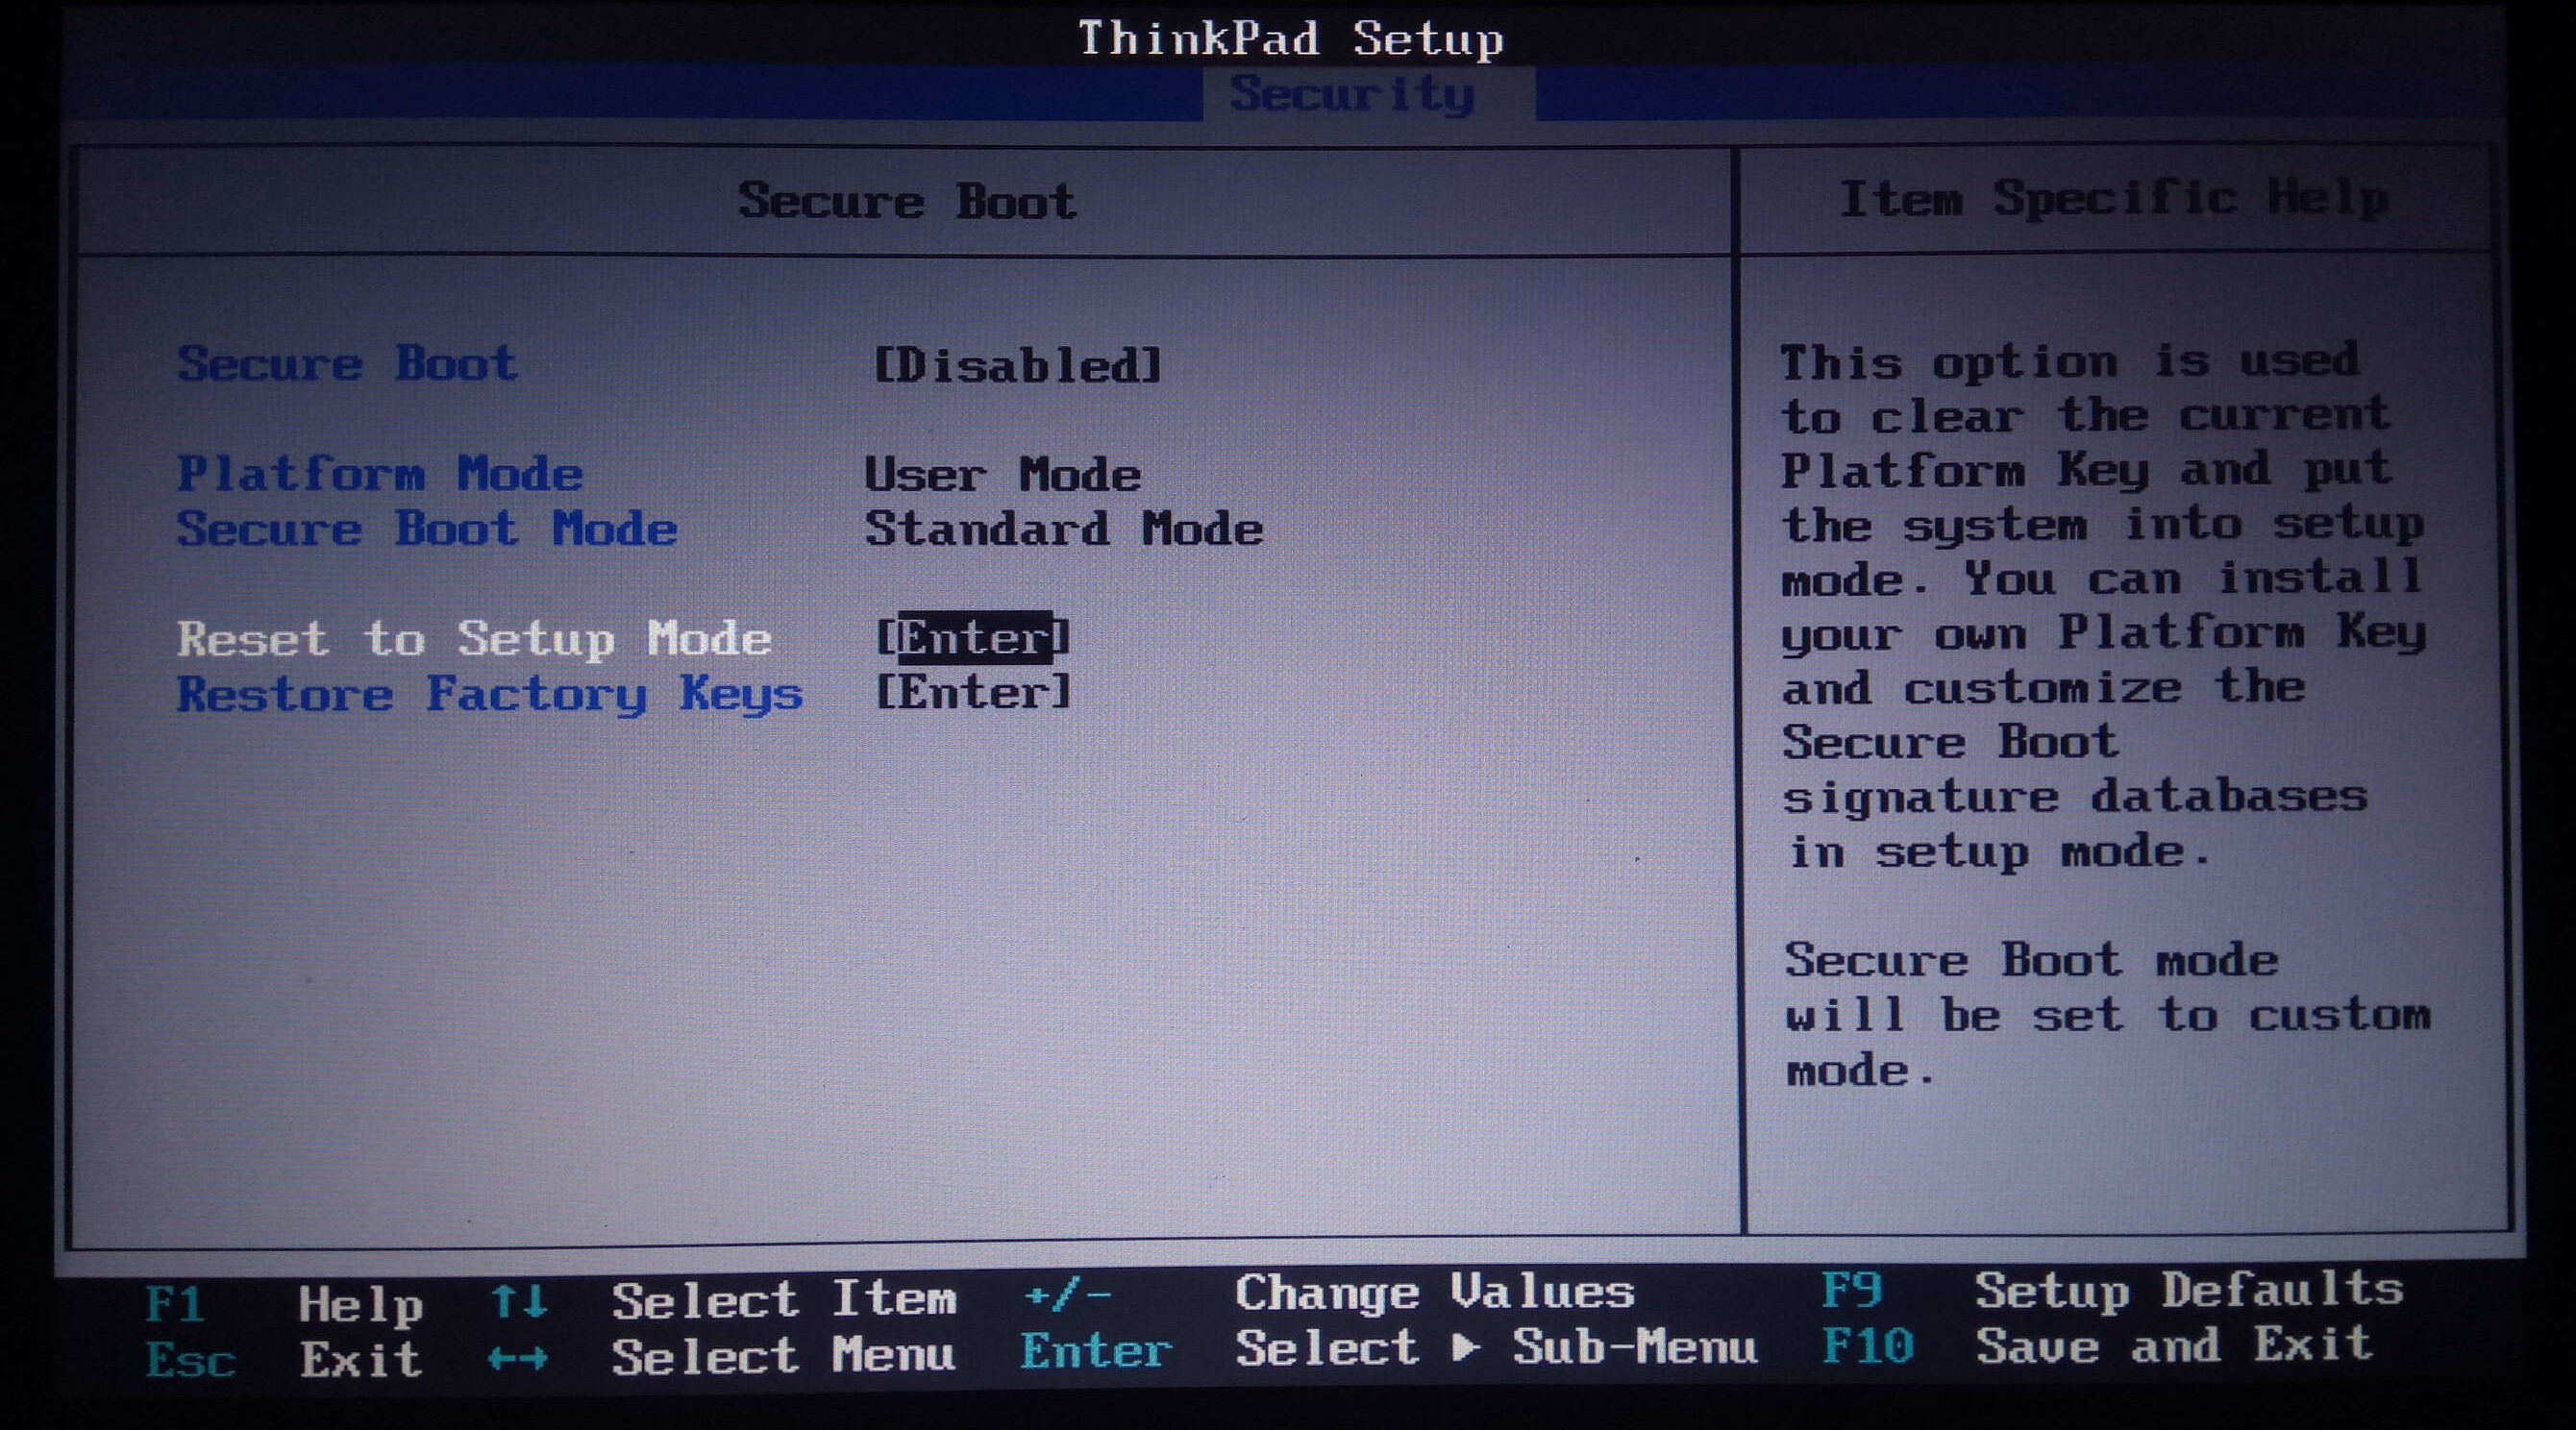 ThinkPad Setup
Security
Secure Boot
Item Specific Help
Secure Boot [Disabled]
Platform Mode User Mode
Secure Boot Mode Standard Mode
Reset to Setup Mode [Enter]
Restore Factory Keys [Enter]
This option is used
to clear the current
Platform Key and put
the system into setup
mode. You can install
your own Platform Key
and customize the
Secure Boot
signature databases
in setup mode.
Secure Boot mode
will be set to custom
mode.
F1 Help ↑↓ Select Item +/- Change Values F9 Setup Defaults
Esc Exit ←→ Select Menu Enter Select ▶ Sub-Menu F10 Save and Exit